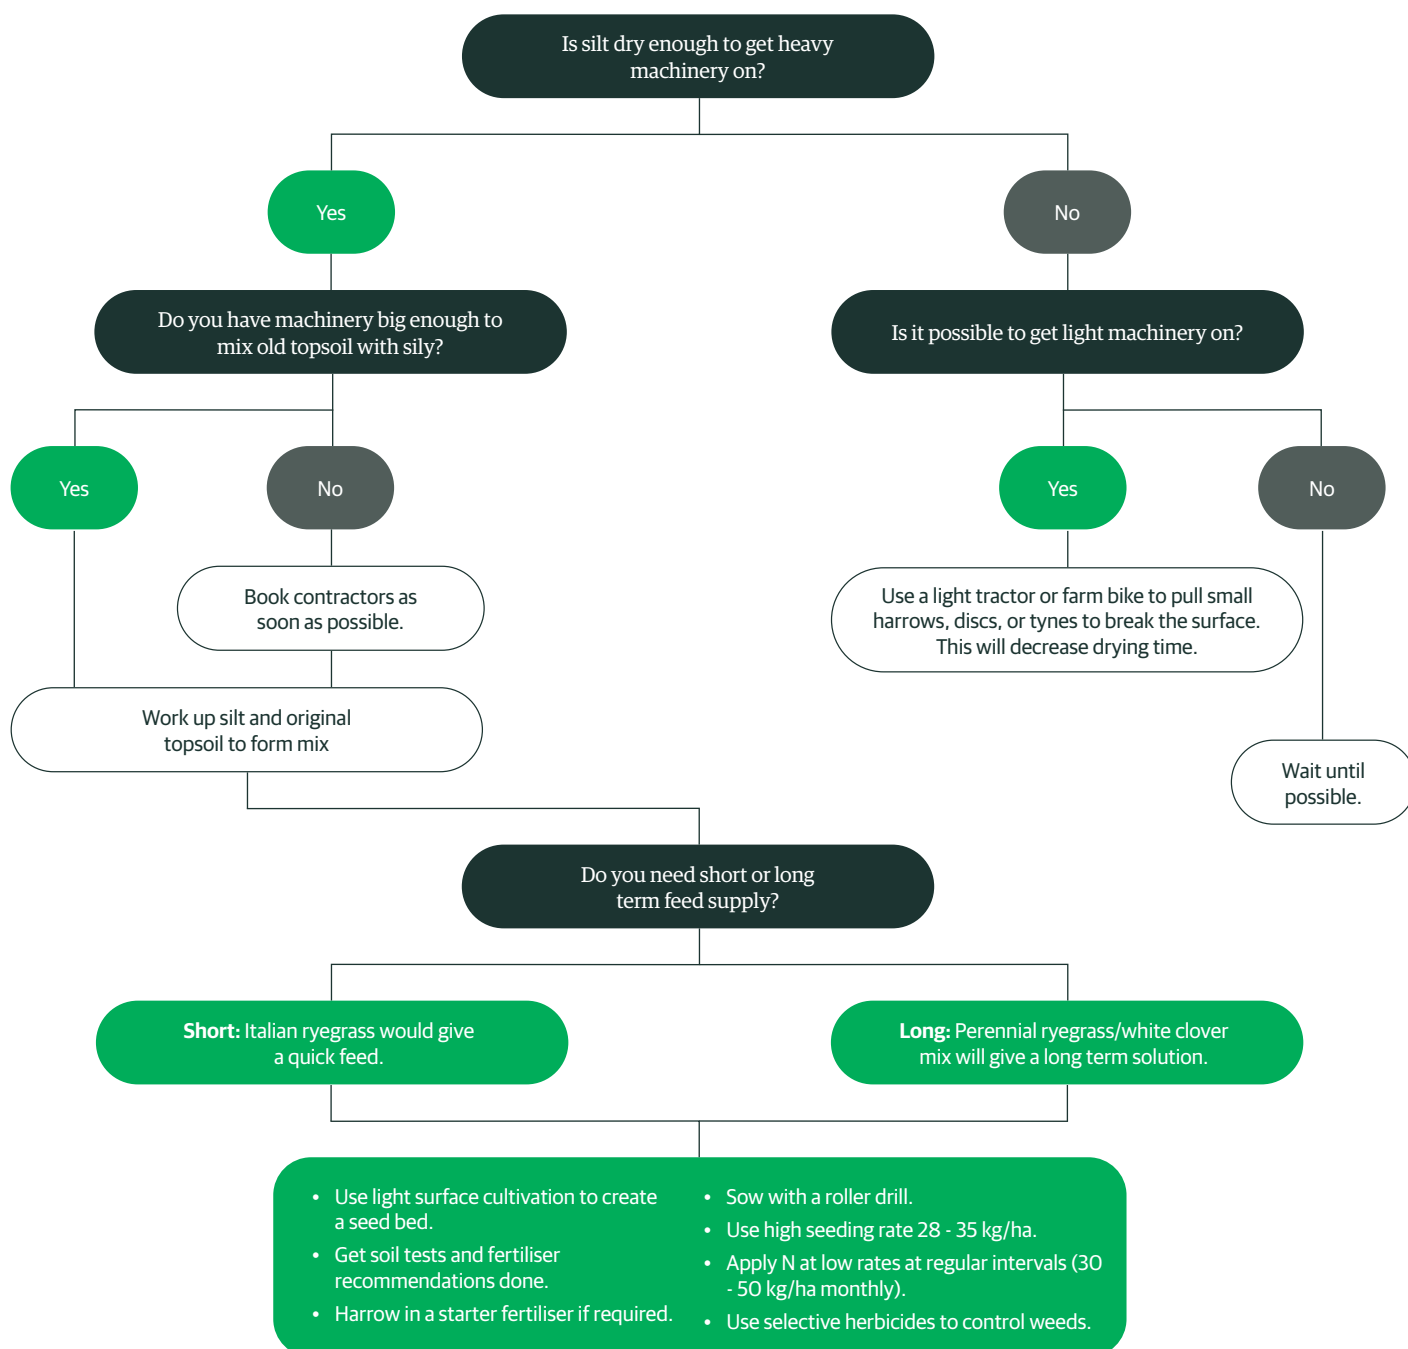 Is silt dry enough to get heavy
machinery on?
Yes
No
Do you have machinery big enough to
mix old topsoil with sily?
Is it possible to get light machinery on?
Yes
No
Yes
No
Book contractors as
soon as possible.
Use a light tractor or farm bike to pull small
harrows, discs, or tynes to break the surface.
This will decrease drying time.
Work up silt and original
topsoil to form mix
Wait until
possible.
Do you need short or long
term feed supply?
Short: Italian ryegrass would give
a quick feed.
Long: Perennial ryegrass/white clover
mix will give a long term solution.
• Use light surface cultivation to create
a seed bed.
• Get soil tests and fertiliser
recommendations done.
• Harrow in a starter fertiliser if required.
• Sow with a roller drill.
• Use high seeding rate 28 - 35 kg/ha.
• Apply N at low rates at regular intervals (30
- 50 kg/ha monthly).
• Use selective herbicides to control weeds.